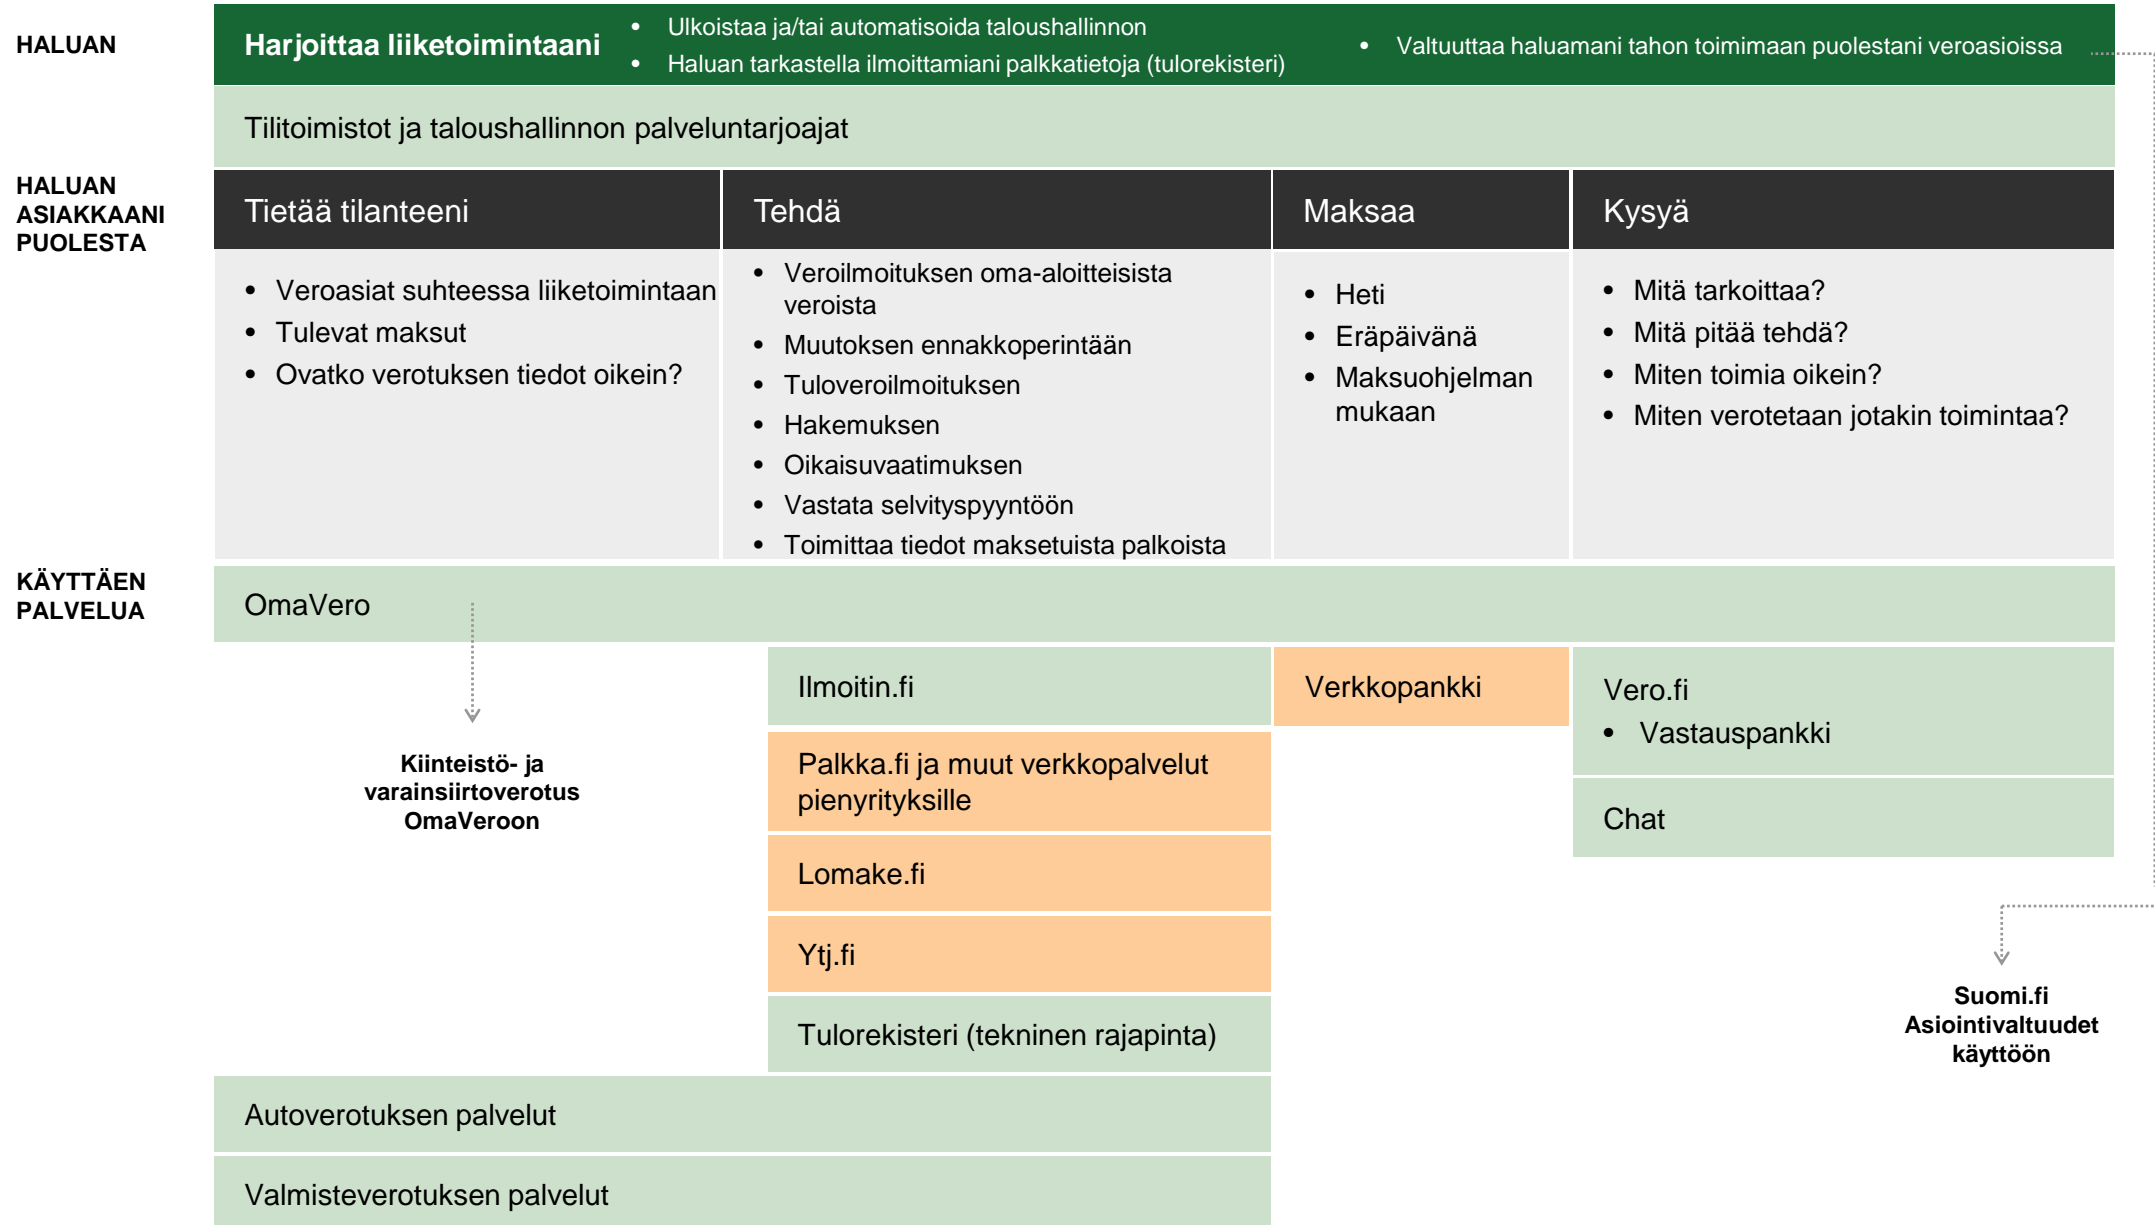 HALUAN
Harjoittaa liiketoimintaani
• Ulkoistaa ja/tai automatisoida taloushallinnon
• Haluan tarkastella ilmoittamiani palkkatietoja (tulorekisteri)
• Valtuuttaa haluamani tahon toimimaan puolestani veroasioissa
Tilitoimistot ja taloushallinnon palveluntarjoajat
HALUAN
ASIAKKAANI
PUOLESTA
Tietää tilanteeni
• Veroasiat suhteessa liiketoimintaan
• Tulevat maksut
• Ovatko verotuksen tiedot oikein?
Tehdä
• Veroilmoituksen oma-aloitteisista
veroista
• Muutoksen ennakkoperintään
• Tuloveroilmoituksen
• Hakemuksen
• Oikaisuvaatimuksen
• Vastata selvityspyyntöön
• Toimittaa tiedot maksetuista palkoista
Maksaa
• Heti
• Eräpäivänä
• Maksuohjelman
mukaan
Kysyä
• Mitä tarkoittaa?
• Mitä pitää tehdä?
• Miten toimia oikein?
• Miten verotetaan jotakin toimintaa?
KÄYTTÄEN
PALVELUA
OmaVero
Kiinteistö- ja
varainsiirtoverotus
OmaVeroon
Ilmoitin.fi
Palkka.fi ja muut verkkopalvelut
pienyrityksille
Lomake.fi
Ytj.fi
Tulorekisteri (tekninen rajapinta)
Verkkopankki
Vero.fi
• Vastauspankki
Chat
Suomi.fi
Asiointivaltuudet
käyttöön
Autoverotuksen palvelut
Valmisteverotuksen palvelut